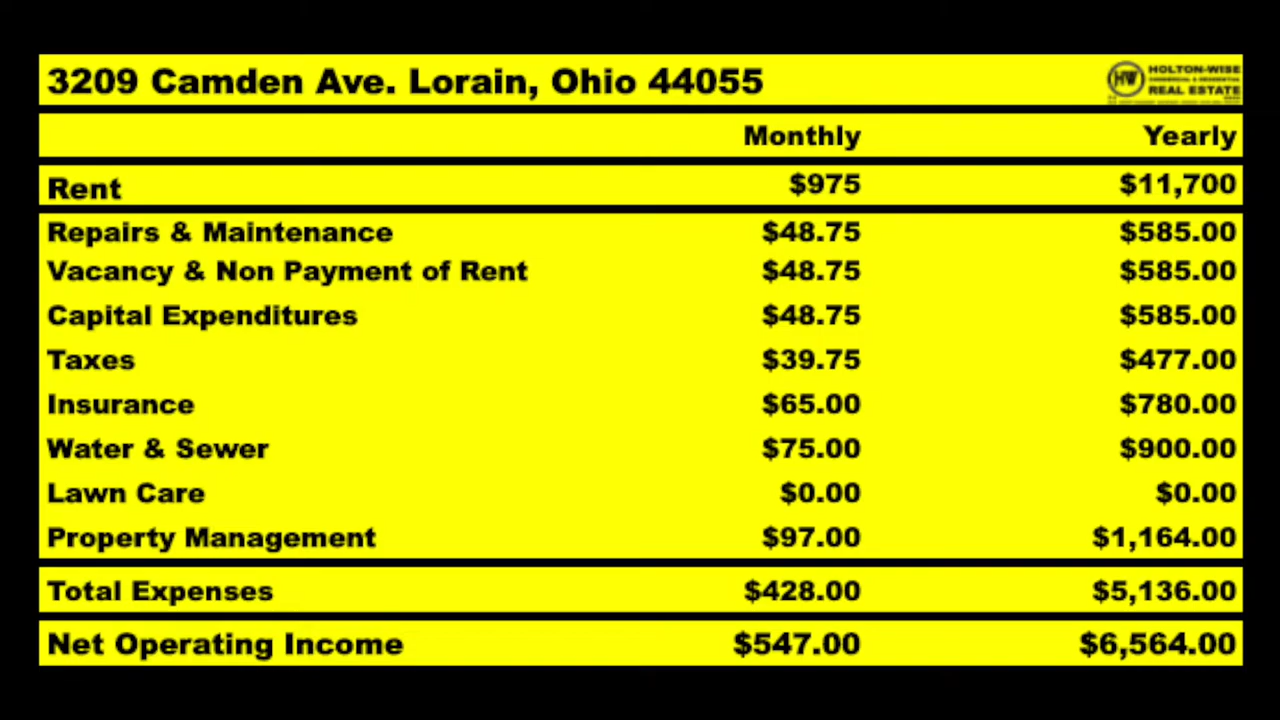 3209 Camden Ave. Lorain, Ohio 44055
HW HOLTON-WISE
COMMERCIAL & RESIDENTIAL
REAL ESTATE
Monthly Yearly
Rent $975 $11,700
Repairs & Maintenance $48.75 $585.00
Vacancy & Non Payment of Rent $48.75 $585.00
Capital Expenditures $48.75 $585.00
Taxes $39.75 $477.00
Insurance $65.00 $780.00
Water & Sewer $75.00 $900.00
Lawn Care $0.00 $0.00
Property Management $97.00 $1,164.00
Total Expenses $428.00 $5,136.00
Net Operating Income $547.00 $6,564.00